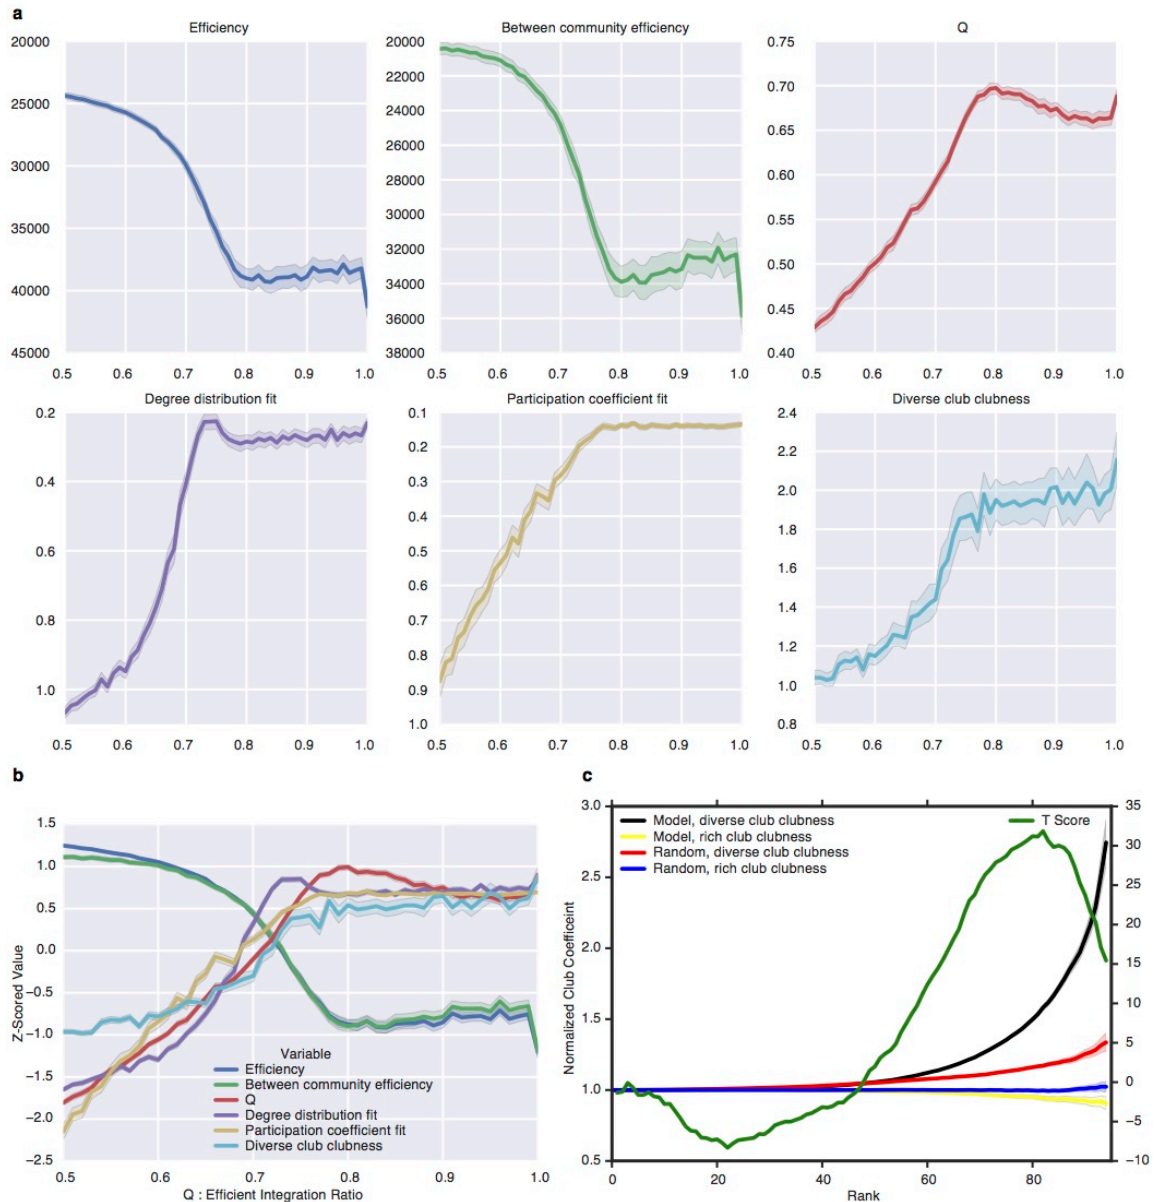 a
Efficiency
20000
25000
30000
35000
40000
45000
0.5 0.6 0.7 0.8 0.9 1.0
Between community efficiency
20000
22000
24000
26000
28000
30000
32000
34000
36000
38000
0.5 0.6 0.7 0.8 0.9 1.0
Q
0.75
0.70
0.65
0.60
0.55
0.50
0.45
0.40
0.5 0.6 0.7 0.8 0.9 1.0
Degree distribution fit
0.2
0.4
0.6
0.8
1.0
0.5 0.6 0.7 0.8 0.9 1.0
Participation coefficient fit
0.1
0.2
0.3
0.4
0.5
0.6
0.7
0.8
0.9
1.0
0.5 0.6 0.7 0.8 0.9 1.0
Diverse club clubness
2.4
2.2
2.0
1.8
1.6
1.4
1.2
1.0
0.8
0.5 0.6 0.7 0.8 0.9 1.0
b
Z-Scored Value
1.5
1.0
0.5
0.0
−0.5
−1.0
−1.5
−2.0
−2.5
Variable
Efficiency
Between community efficiency
Q
Degree distribution fit
Participation coefficient fit
Diverse club clubness
0.5 0.6 0.7 0.8 0.9 1.0
Q : Efficient Integration Ratio
c
Normalized Club Coefficeint
3.0
2.5
2.0
1.5
1.0
0.5
Model, diverse club clubness
Model, rich club clubness
Random, diverse club clubness
Random, rich club clubness
T Score
35
30
25
20
15
10
5
0
−5
−10
0 20 40 60 80
Rank